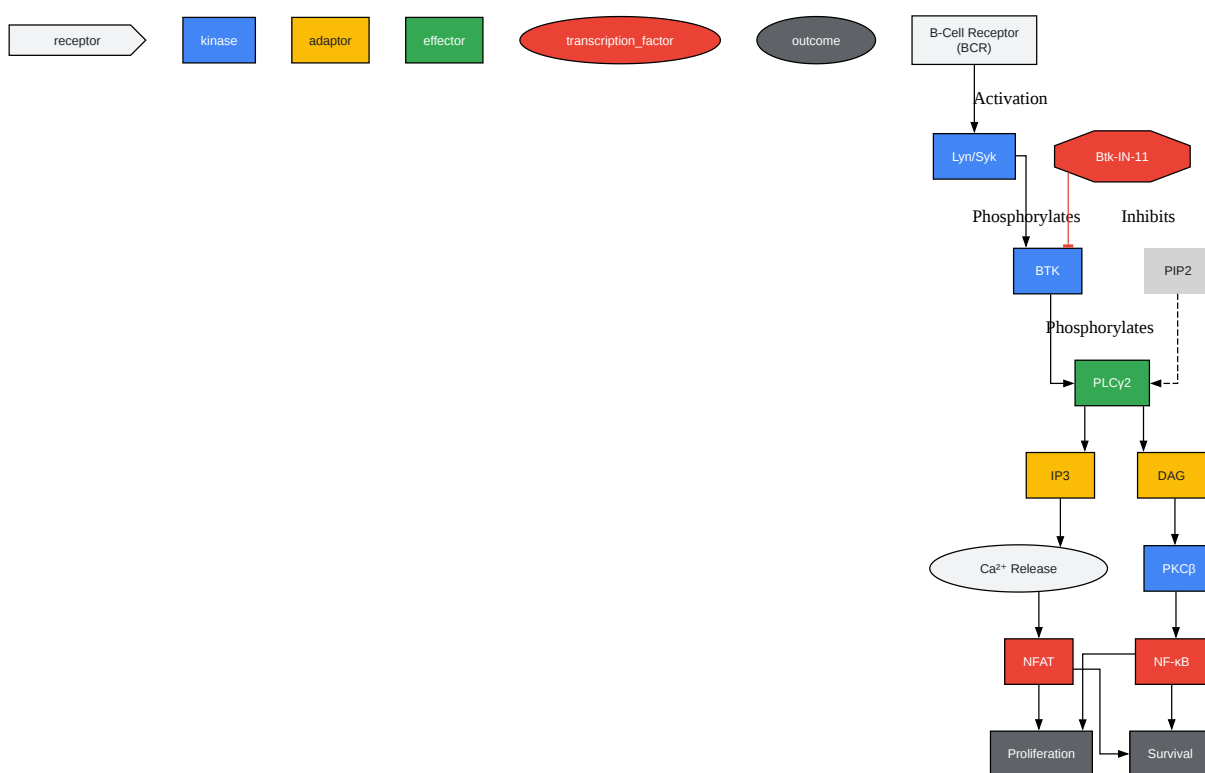 receptor
kinase
adaptor
effector
transcription_factor
outcome
B-Cell Receptor
(BCR)
Activation
Lyn/Syk
Btk-IN-11
Phosphorylates
Inhibits
BTK
PIP2
Phosphorylates
PLCγ2
IP3
DAG
Ca²⁺ Release
PKCβ
NFAT
NF-κB
Proliferation
Survival